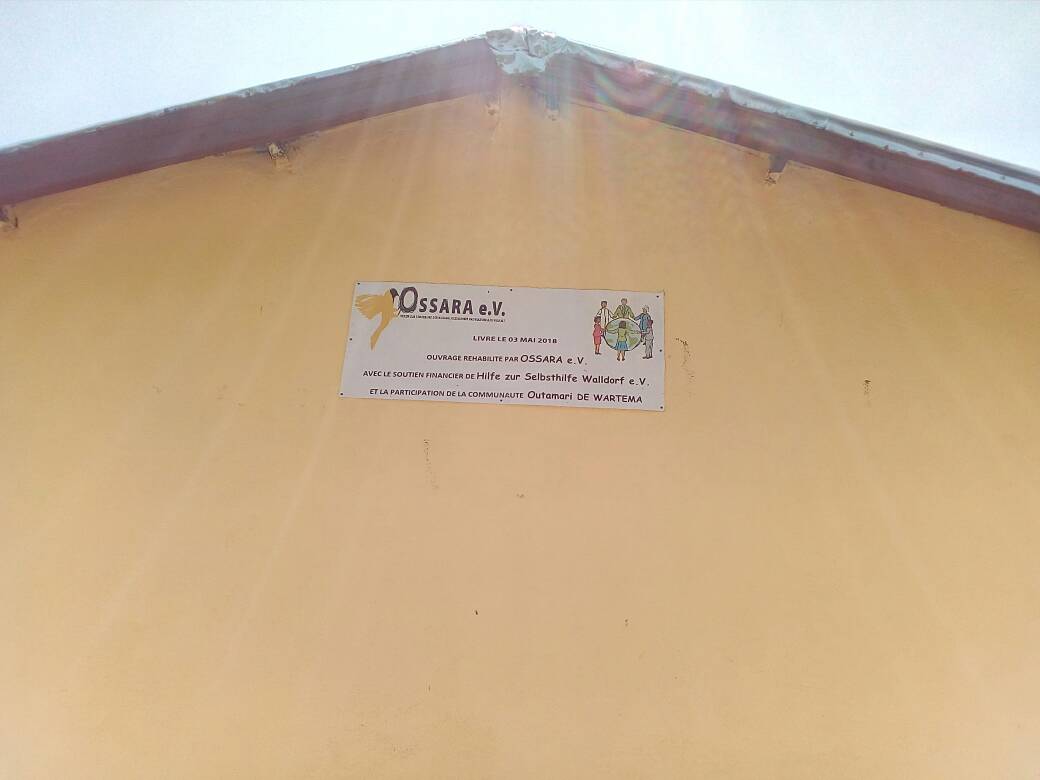 OSSARA e.V.
LIVRE LE 03 MAI 2018
OUVRAGE REHABILITE PAR OSSARA e.V.
AVEC LE SOUTIEN FINANCIER DE Hilfe zur Selbsthilfe Walldorf e.V.
ET LA PARTICIPATION DE LA COMMUNAUTE Outamari DE WARTEMA